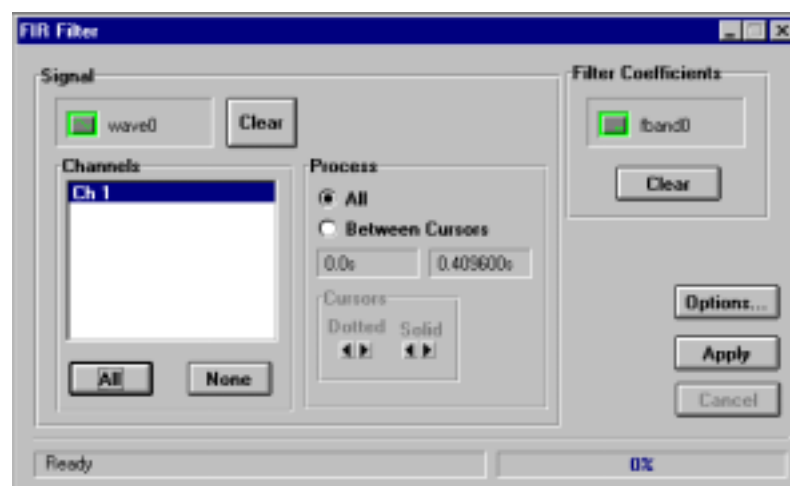 FIR Filter
Signal
wave0
Clear
Channels
Ch 1
All
None
Process
All
Between Cursors
0.0s
0.409600s
Cursors
Dotted
Solid
Filter Coefficients
fband0
Clear
Options...
Apply
Cancel
Ready
0%